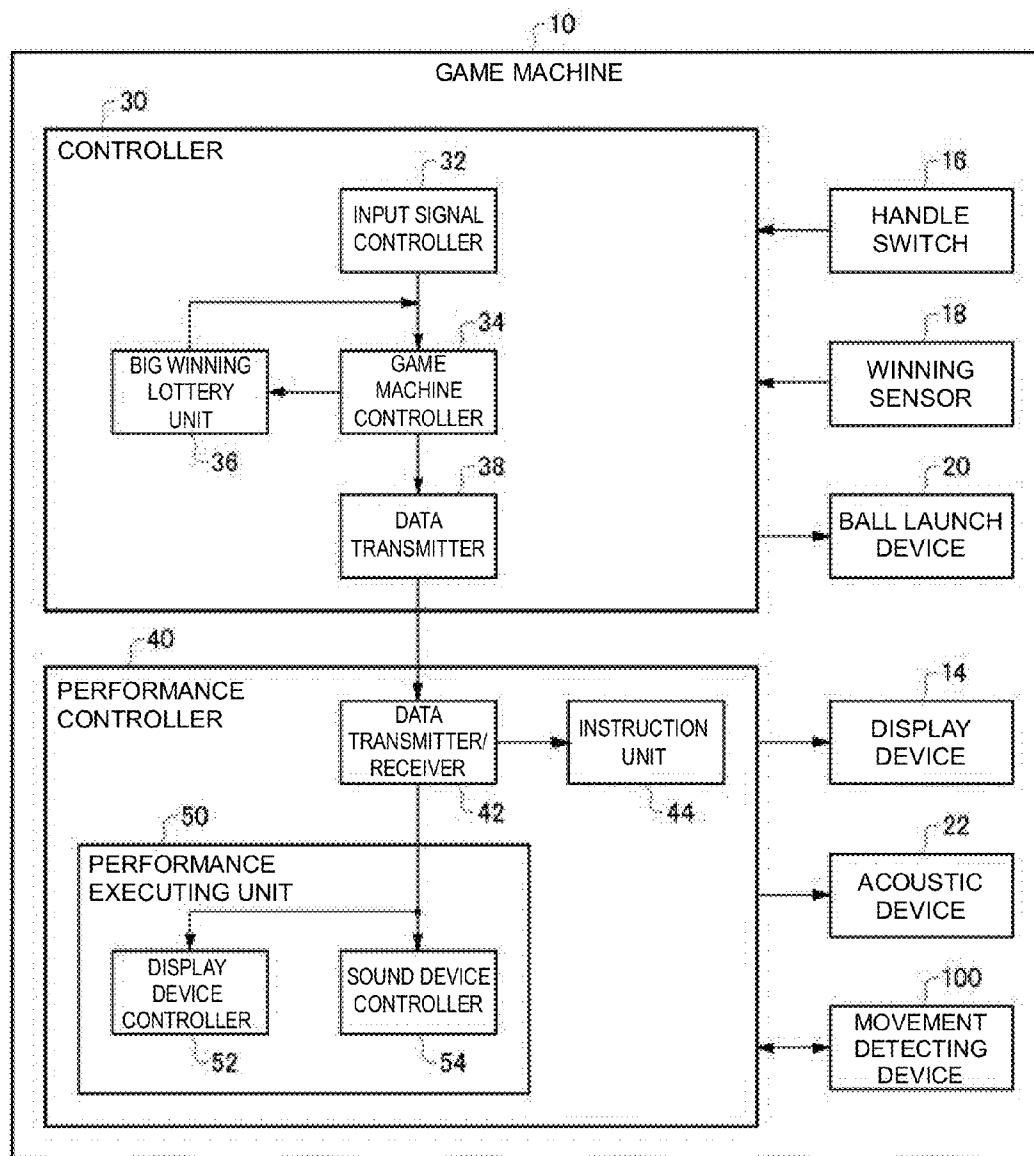 10
GAME MACHINE
30
CONTROLLER
32
INPUT SIGNAL
CONTROLLER
16
HANDLE
SWITCH
34
GAME
MACHINE
CONTROLLER
BIG WINNING
LOTTERY
UNIT
36
18
WINNING
SENSOR
38
DATA
TRANSMITTER
20
BALL LAUNCH
DEVICE
40
PERFORMANCE
CONTROLLER
DATA
TRANSMITTER/
RECEIVER
42
INSTRUCTION
UNIT
44
14
DISPLAY
DEVICE
50
PERFORMANCE
EXECUTING UNIT
22
ACOUSTIC
DEVICE
DISPLAY
DEVICE
CONTROLLER
52
SOUND DEVICE
CONTROLLER
54
100
MOVEMENT
DETECTING
DEVICE